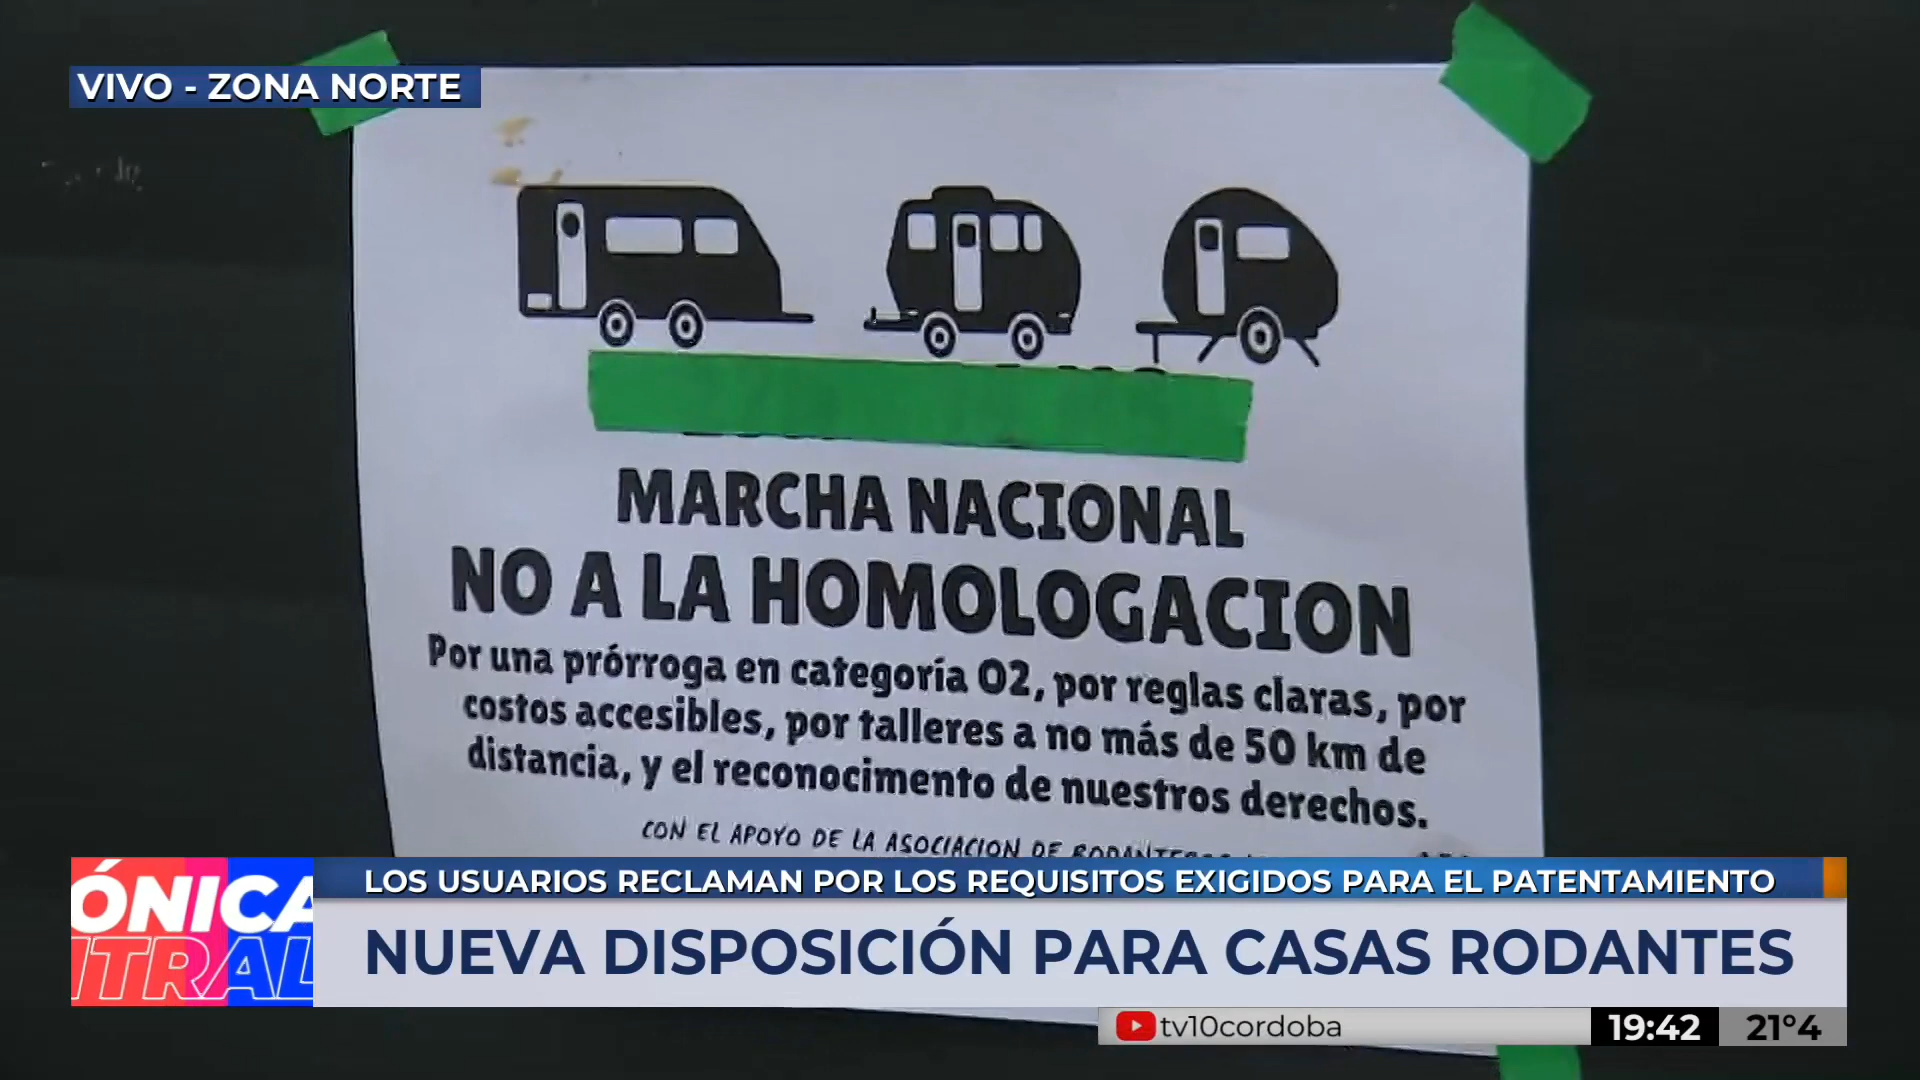 VIVO - ZONA NORTE
MARCHA NACIONAL
NO A LA HOMOLOGACION
Por una prórroga en categoría O2, por reglas claras, por
costos accesibles, por talleres a no más de 50 km de
distancia, y el reconocimento de nuestros derechos.
CON EL APOYO DE LA ASOCIACION DE
LOS USUARIOS RECLAMAN POR LOS REQUISITOS EXIGIDOS PARA EL PATENTAMIENTO
ÓNICA
NTRAL
NUEVA DISPOSICIÓN PARA CASAS RODANTES
tv10cordoba
19:42
21°4